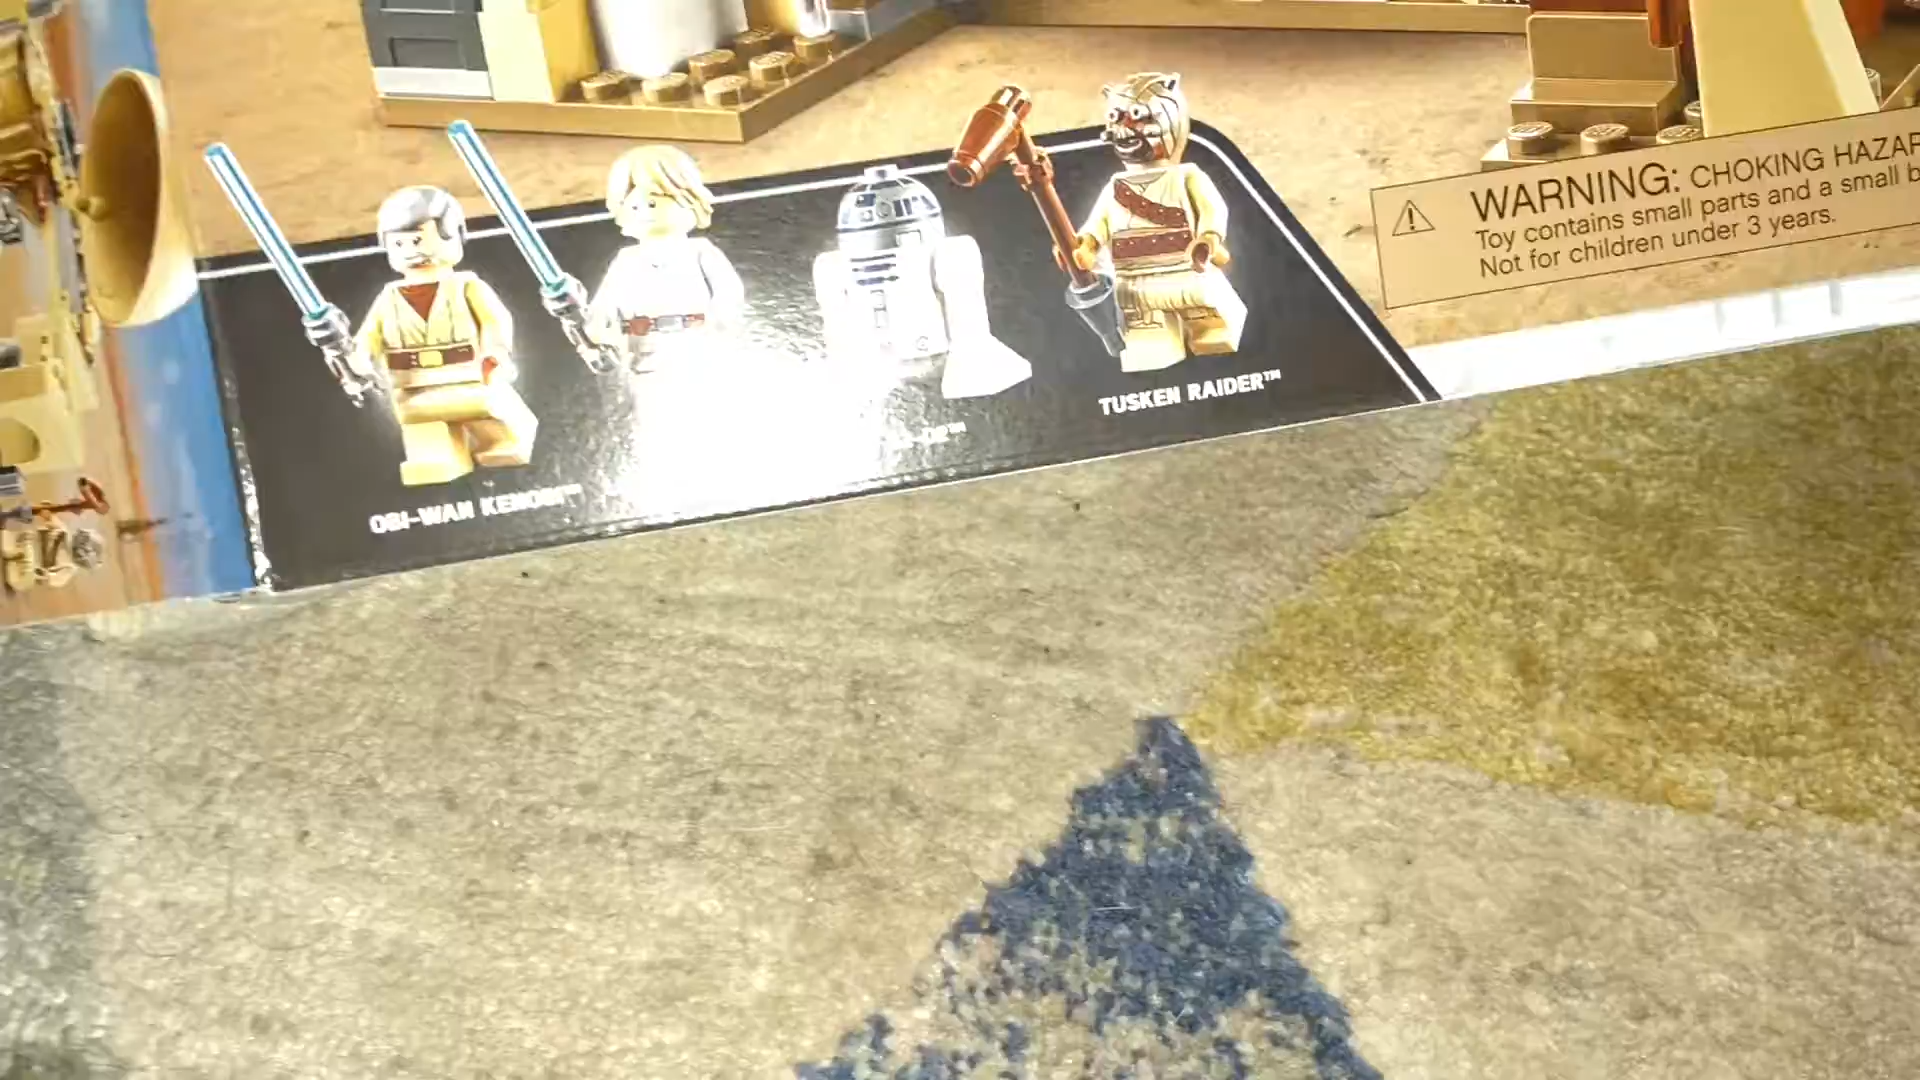 WARNING: CHOKING HAZAR
Toy contains small parts and a small b
Not for children under 3 years.
TUSKEN RAIDER™
OBI-WAN KENOBI™